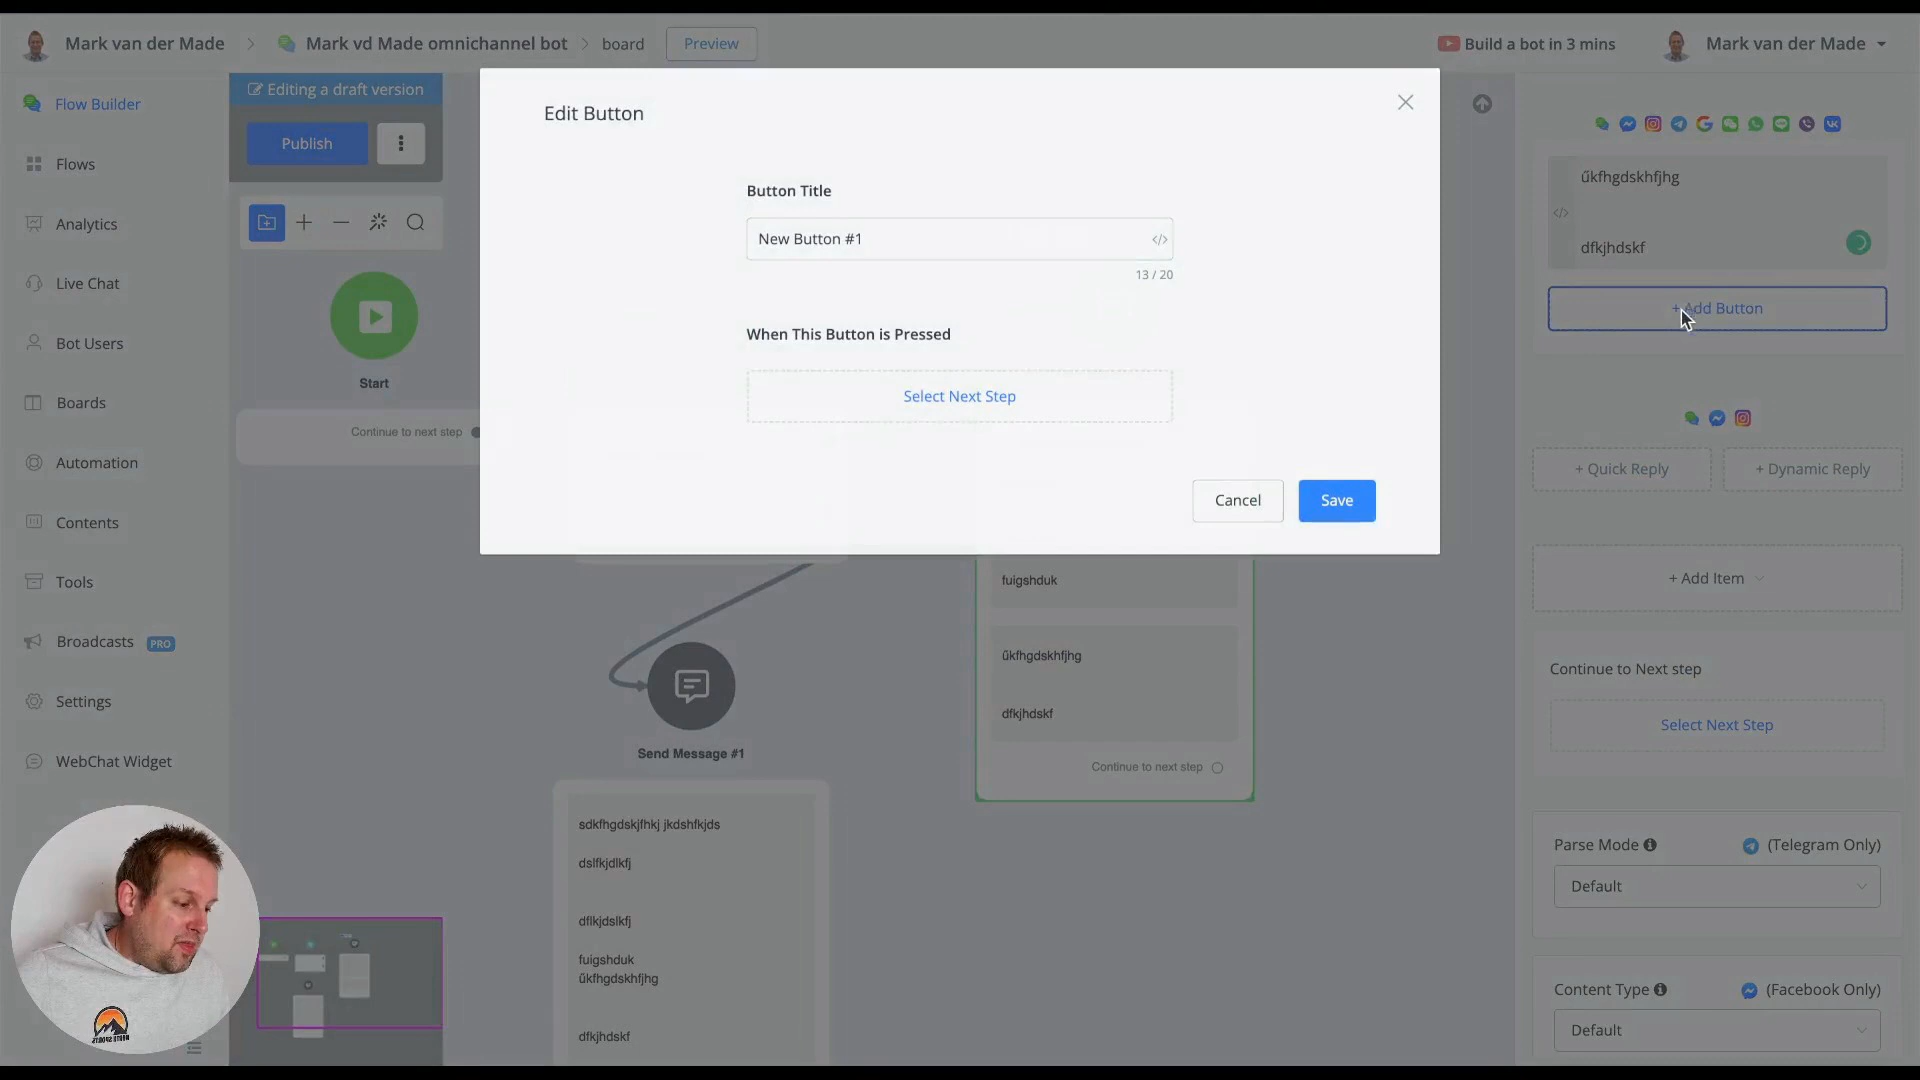 Mark van der Made
Mark vd Made omnichannel bot
board
Preview
Build a bot in 3 mins
Mark van der Made
Flow Builder
Flows
Analytics
Live Chat
Bot Users
Boards
Automation
Contents
Tools
Broadcasts PRO
Settings
WebChat Widget
Editing a draft version
Publish
Start
Continue to next step
Edit Button
Button Title
New Button #1
</>
13 / 20
When This Button is Pressed
Select Next Step
Cancel
Save
Send Message #1
sdkfhgdskjfhkj jkdshfkjds
dslfkjdlkfj
dflkjdslkfj
fuigshduk
űkfhgdskhfjhg
dfkjhdskf
fuigshduk
űkfhgdskhfjhg
dfkjhdskf
Continue to next step
űkfhgdskhfjhg
</>
dfkjhdskf
+ Add Button
+ Quick Reply
+ Dynamic Reply
+ Add Item
Continue to Next step
Select Next Step
Parse Mode
(Telegram Only)
Default
Content Type
(Facebook Only)
Default